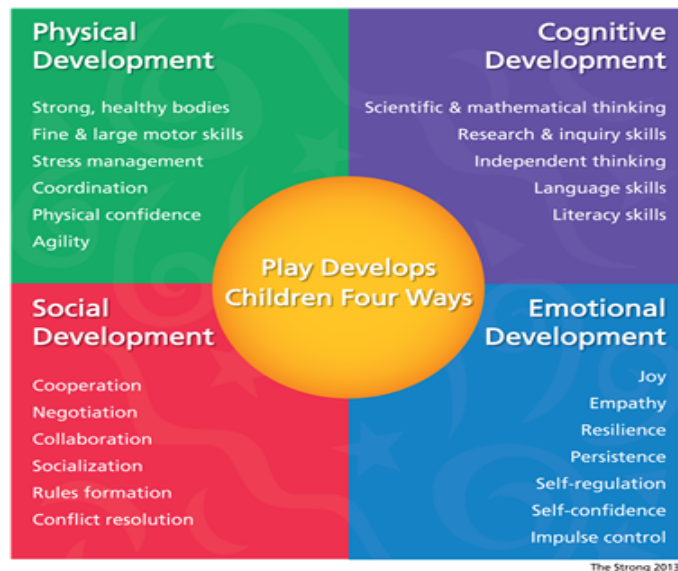 Physical
Development
Strong, healthy bodies
Fine & large motor skills
Stress management
Coordination
Physical confidence
Agility
Cognitive
Development
Scientific & mathematical thinking
Research & inquiry skills
Independent thinking
Language skills
Literacy skills
Play Develops
Children Four Ways
Social
Development
Cooperation
Negotiation
Collaboration
Socialization
Rules formation
Conflict resolution
Emotional
Development
Joy
Empathy
Resilience
Persistence
Self-regulation
Self-confidence
Impulse control
The Strong 2013